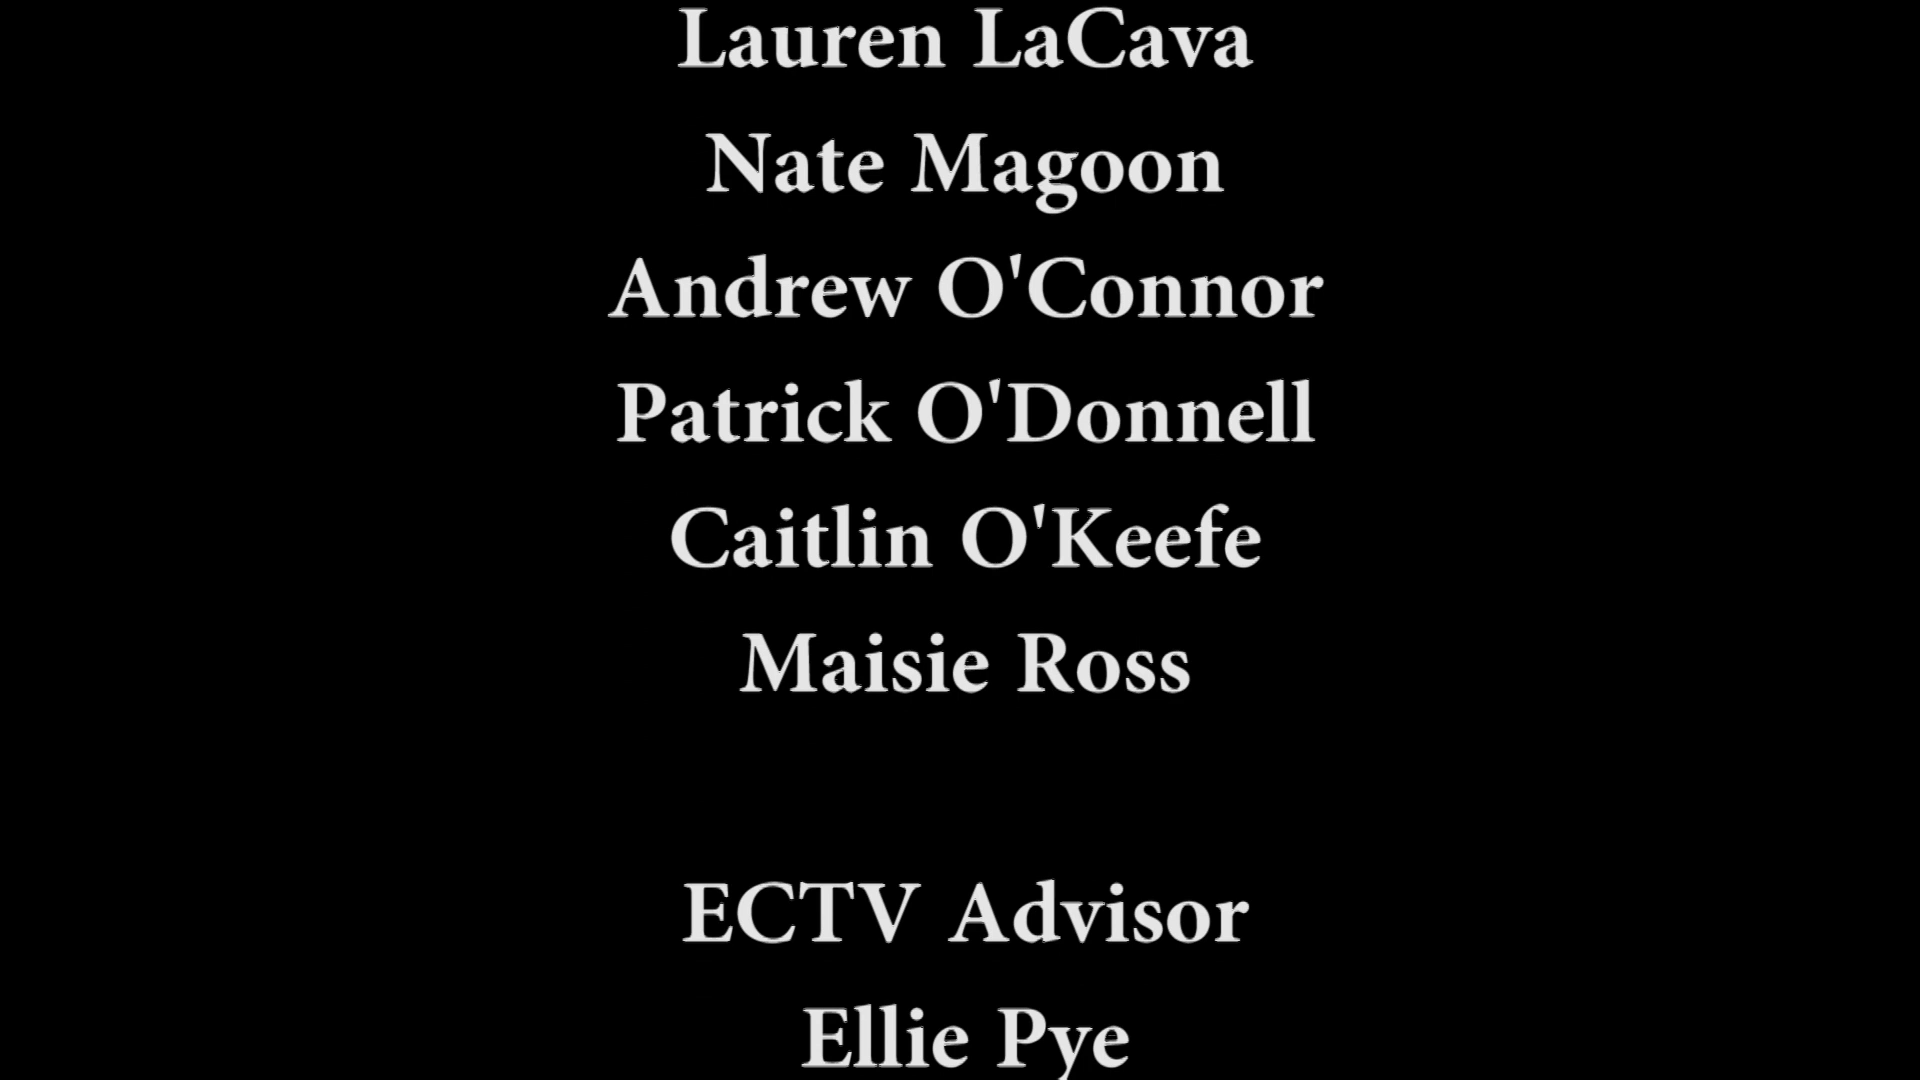 Lauren LaCava
Nate Magoon
Andrew O'Connor
Patrick O'Donnell
Caitlin O'Keefe
Maisie Ross
ECTV Advisor
Ellie Pye